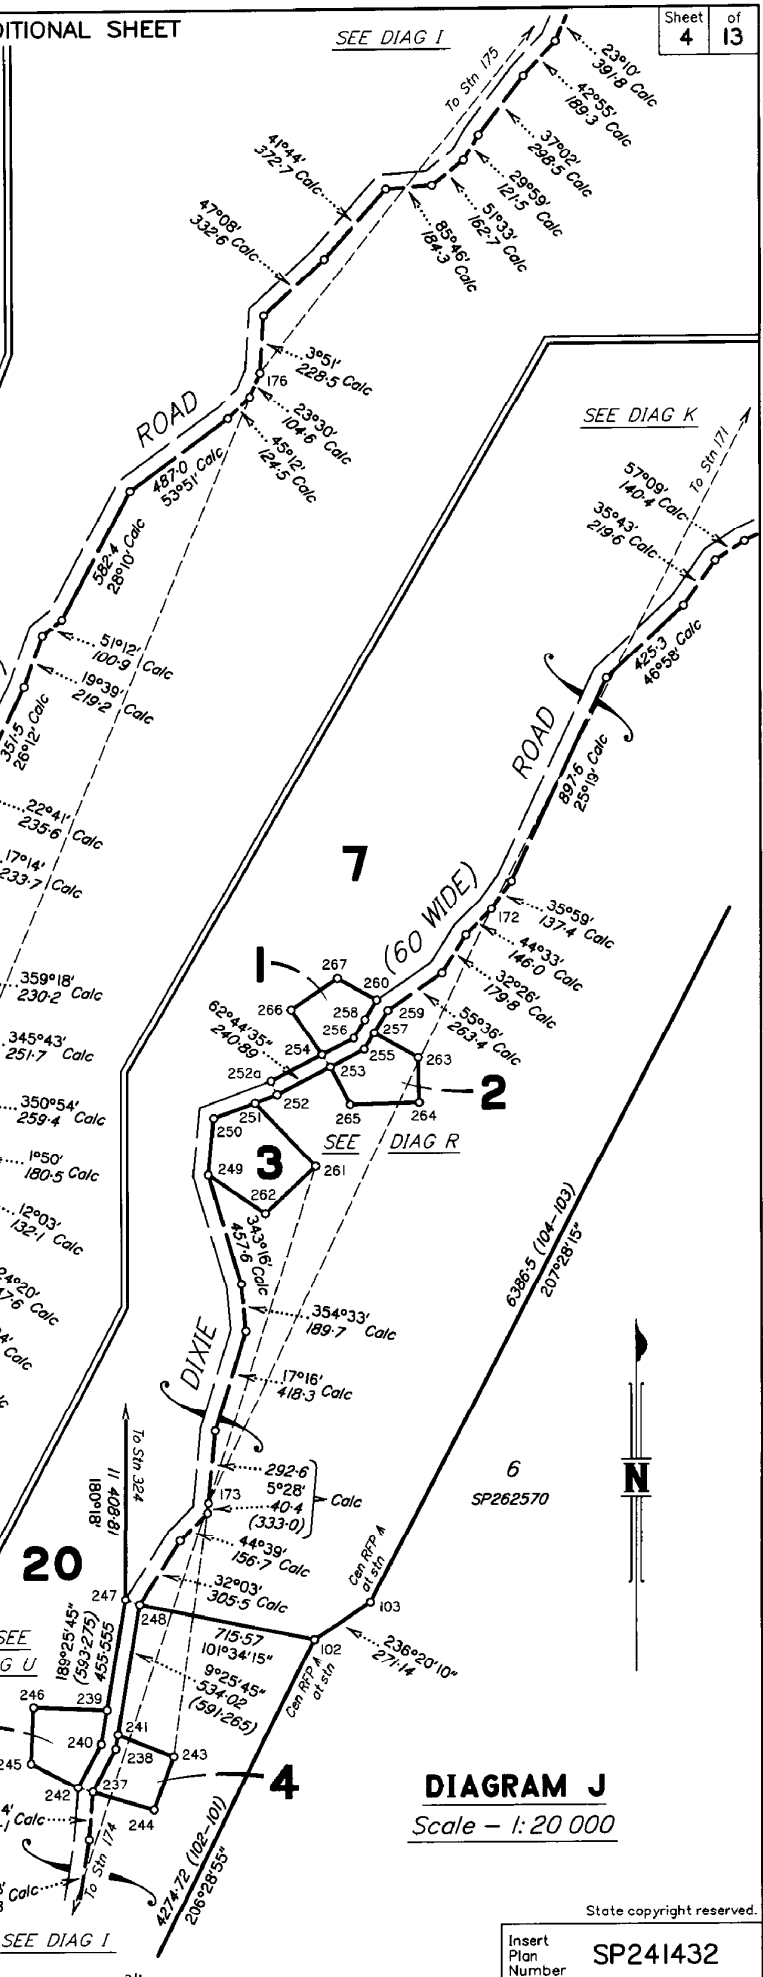 DITIONAL SHEET
SEE DIAG I
Sheet
4
of
13
To Stn 175
23°10'
391·8 Calc
42°55'
189·3 Calc
37°02'
298·5 Calc
29°59'
121·5 Calc
51°33'
162·7 Calc
85°46'
184·3 Calc
41°44'
372·7 Calc
47°08'
332·6 Calc
3°51'
228·5 Calc
176
23°30'
104·6 Calc
45°12'
124·5 Calc
ROAD
487·0
53°51' Calc
582·4
28°10' Calc
51°12'
100·9 Calc
19°39'
219·2 Calc
351·5
26°12' Calc
22°41'
235·6 Calc
17°14'
233·7 Calc
359°18'
230·2 Calc
345°43'
251·7 Calc
350°54'
259·4 Calc
1°50'
180·5 Calc
12°03'
132·1 Calc
24°20'
Calc
Calc
SEE DIAG K
To Stn 171
57°09'
140·4 Calc
35°43'
219·6 Calc
425·3
46°58' Calc
ROAD
897·6
25°19' Calc
7
(60 WIDE)
172
35°59'
137·4 Calc
44°33'
146·0 Calc
32°26'
179·8 Calc
55°36'
263·4 Calc
1
267
260
266
258
259
256
257
62°44'35"
240·89
254
255
263
252a
253
252
2
251
265
264
250
SEE DIAG R
3
249
261
262
343°16'
457·6 Calc
6386·5 (104-103)
207°28'15"
354°33'
189·7 Calc
DIXIE
17°16'
418·3 Calc
To Stn 324
11 408·81
180°18'
292·6
5°28'
40·4
(333·0)
Calc
173
6
SP262570
N
44°39'
156·7 Calc
20
32°03'
305·5 Calc
Cen RFP
at stn
103
247
248
715·57
101°34'15"
102
236°20'10"
271·14
SEE
G U
189°25'45"
(593·275)
455·555
9°25'45"
534·02
(591·265)
Cen RFP
at stn
246
239
241
240
238
243
245
242
237
4
244
Calc
To Stn 174
Calc
DIAGRAM J
Scale – 1:20 000
4274·72 (102-101)
206°28'55"
SEE DIAG I
State copyright reserved.
Insert
Plan
Number
SP241432